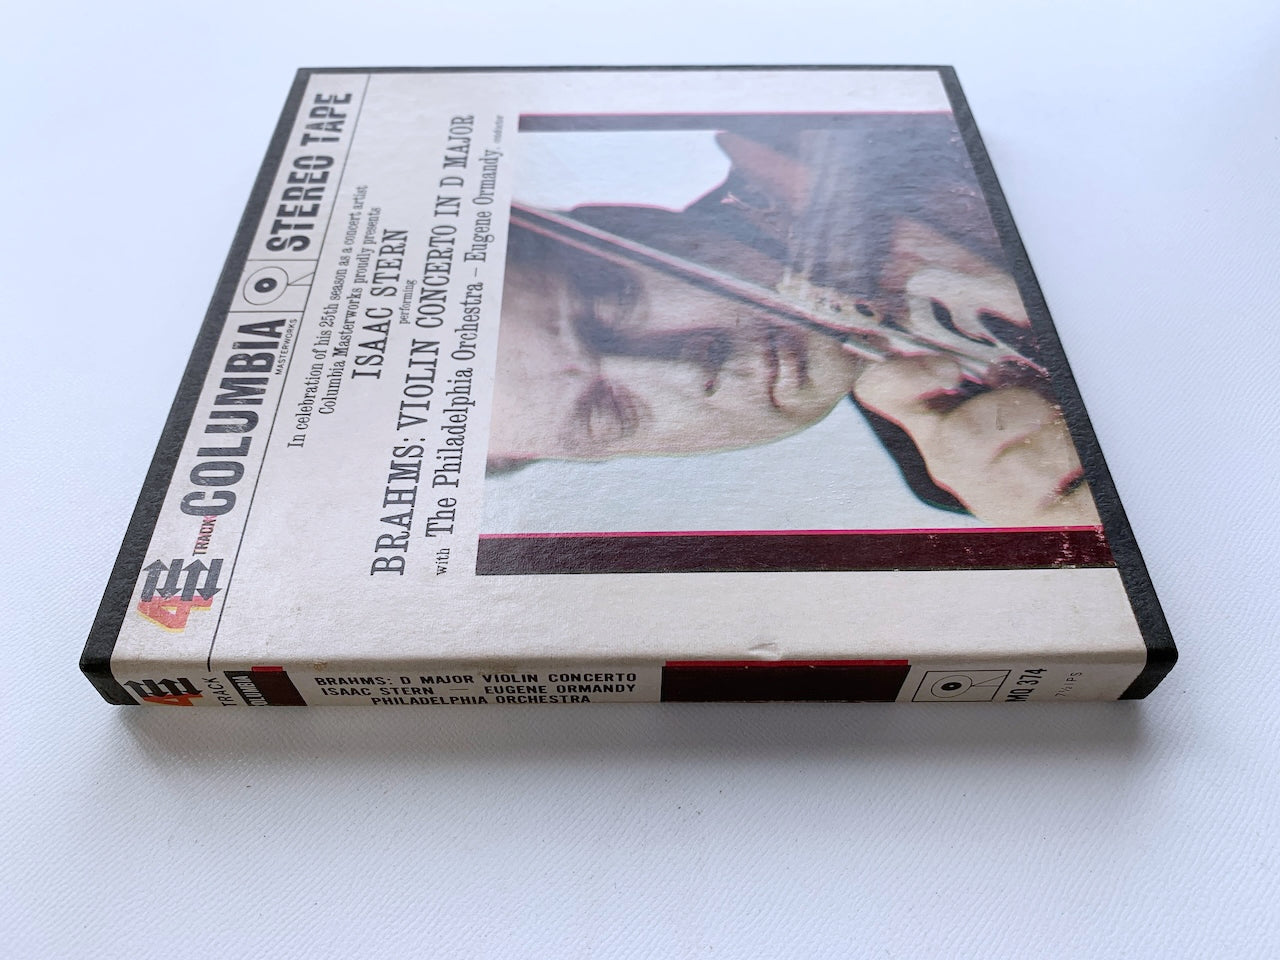 4
TRACK
COLUMBIA
MASTERWORKS
STEREO TAPE
In celebration of his 25th season as a concert artist
Columbia Masterworks proudly presents
ISAAC STERN
performing
BRAHMS: VIOLIN CONCERTO IN D MAJOR
with The Philadelphia Orchestra – Eugene Ormandy, conductor
4
TRACK
COLUMBIA
BRAHMS: D MAJOR VIOLIN CONCERTO
ISAAC STERN — EUGENE ORMANDY
PHILADELPHIA ORCHESTRA
MQ 374
7½ IPS